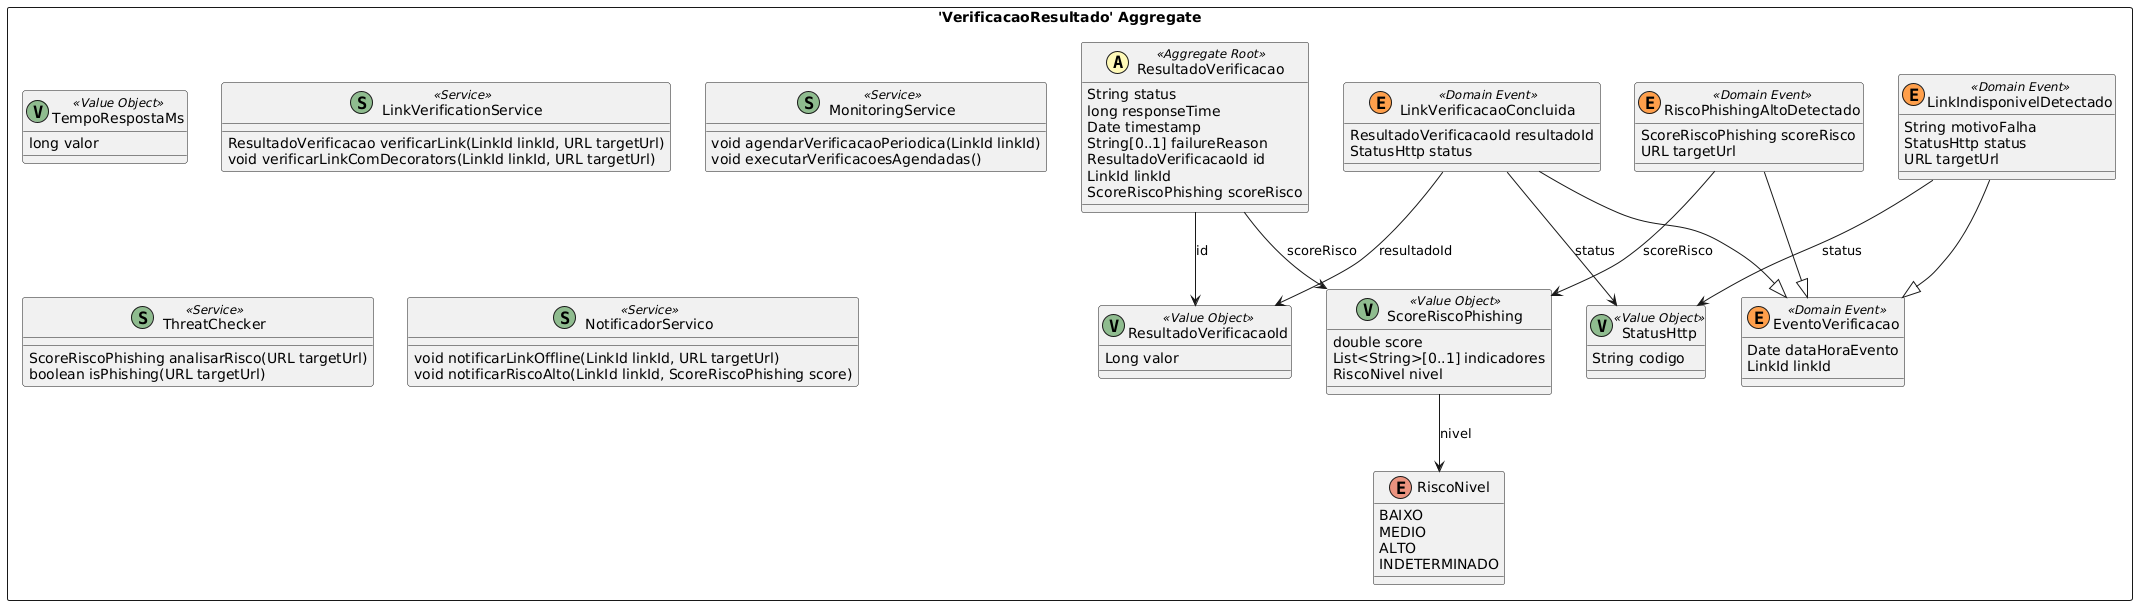 'VerificacaoResultado' Aggregate
V
«Value Object»
TempoRespostaMs
long valor
S
«Service»
LinkVerificationService
ResultadoVerificacao verificarLink(LinkId linkId, URL targetUrl)
void verificarLinkComDecorators(LinkId linkId, URL targetUrl)
S
«Service»
MonitoringService
void agendarVerificacaoPeriodica(LinkId linkId)
void executarVerificacoesAgendadas()
A
«Aggregate Root»
ResultadoVerificacao
String status
long responseTime
Date timestamp
String[0..1] failureReason
ResultadoVerificacaoId id
LinkId linkId
ScoreRiscoPhishing scoreRisco
E
«Domain Event»
LinkVerificacaoConcluida
ResultadoVerificacaoId resultadoId
StatusHttp status
E
«Domain Event»
RiscoPhishingAltoDetectado
ScoreRiscoPhishing scoreRisco
URL targetUrl
E
«Domain Event»
LinkIndisponivelDetectado
String motivoFalha
StatusHttp status
URL targetUrl
id
scoreRisco
resultadoId
status
scoreRisco
status
S
«Service»
ThreatChecker
ScoreRiscoPhishing analisarRisco(URL targetUrl)
boolean isPhishing(URL targetUrl)
S
«Service»
NotificadorServico
void notificarLinkOffline(LinkId linkId, URL targetUrl)
void notificarRiscoAlto(LinkId linkId, ScoreRiscoPhishing score)
V
«Value Object»
ResultadoVerificacaoId
Long valor
V
«Value Object»
ScoreRiscoPhishing
double score
List<String>[0..1] indicadores
RiscoNivel nivel
V
«Value Object»
StatusHttp
String codigo
E
«Domain Event»
EventoVerificacao
Date dataHoraEvento
LinkId linkId
nivel
E
RiscoNivel
BAIXO
MEDIO
ALTO
INDETERMINADO